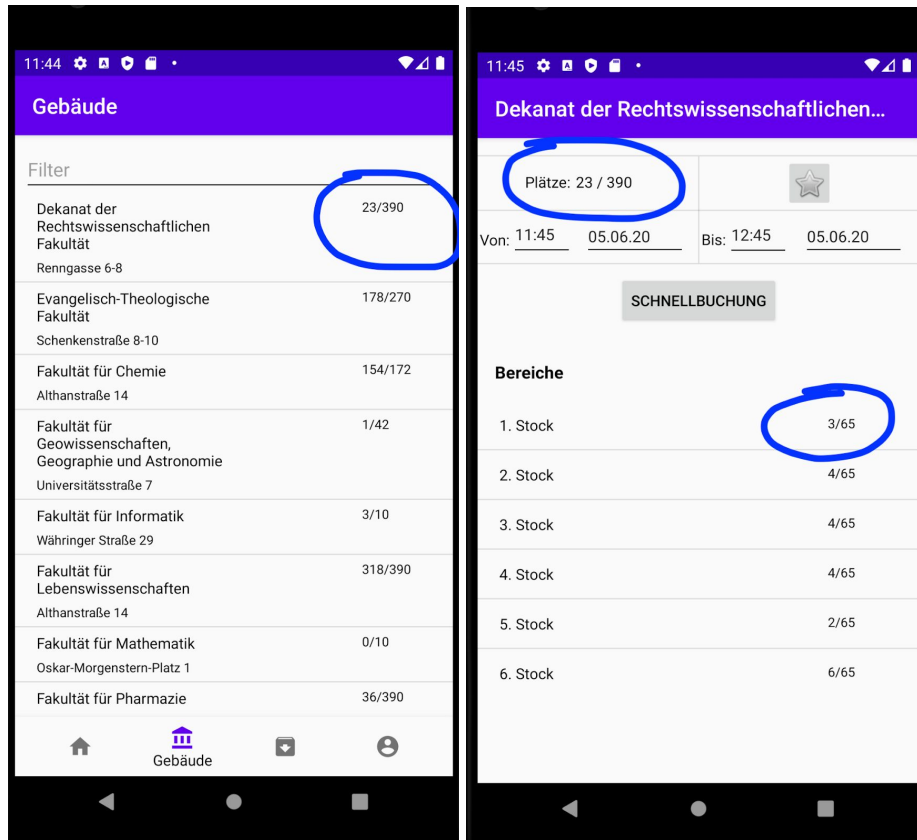 11:44
Gebäude
Filter
Dekanat der
Rechtswissenschaftlichen
Fakultät
23/390
Renngasse 6-8
Evangelisch-Theologische
Fakultät
178/270
Schenkenstraße 8-10
Fakultät für Chemie
154/172
Althanstraße 14
Fakultät für
Geowissenschaften,
Geographie und Astronomie
1/42
Universitätsstraße 7
Fakultät für Informatik
3/10
Währinger Straße 29
Fakultät für
Lebenswissenschaften
318/390
Althanstraße 14
Fakultät für Mathematik
0/10
Oskar-Morgenstern-Platz 1
Fakultät für Pharmazie
36/390
Gebäude
11:45
Dekanat der Rechtswissenschaftlichen...
Plätze: 23 / 390
Von: 11:45 05.06.20 Bis: 12:45 05.06.20
SCHNELLBUCHUNG
Bereiche
1. Stock 3/65
2. Stock 4/65
3. Stock 4/65
4. Stock 4/65
5. Stock 2/65
6. Stock 6/65